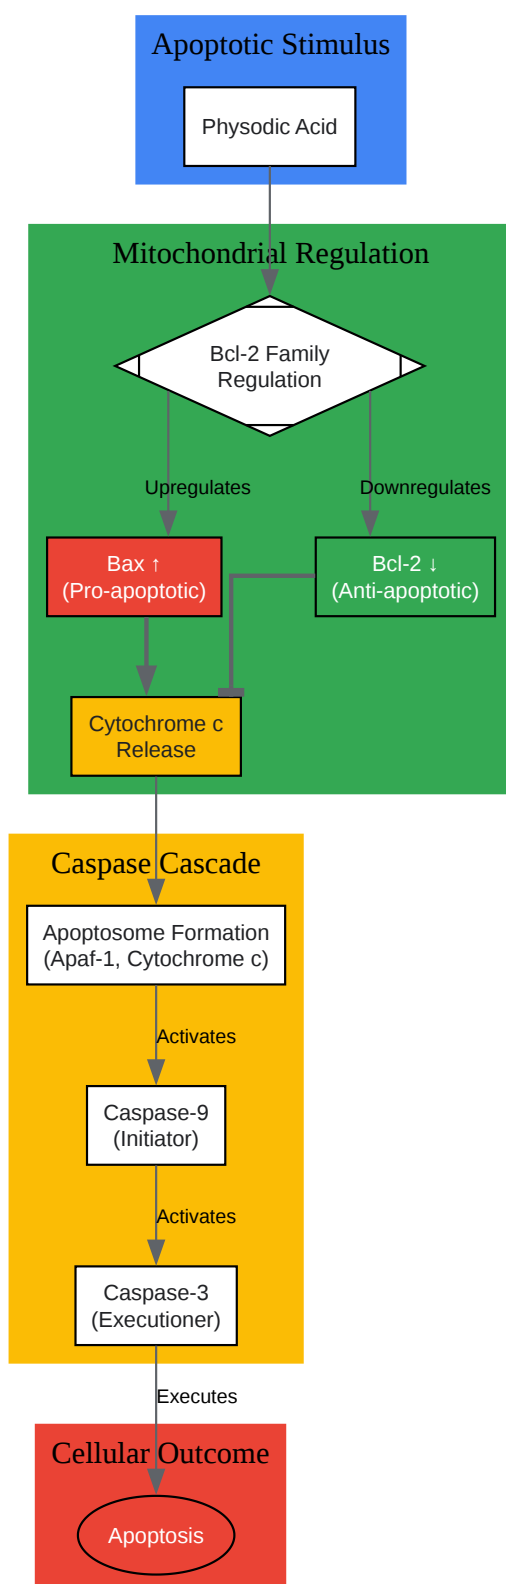 Apoptotic Stimulus
Physodic Acid
Mitochondrial Regulation
Bcl-2 Family
Regulation
Upregulates
Downregulates
Bax ↑
(Pro-apoptotic)
Bcl-2 ↓
(Anti-apoptotic)
Cytochrome c
Release
Caspase Cascade
Apoptosome Formation
(Apaf-1, Cytochrome c)
Activates
Caspase-9
(Initiator)
Activates
Caspase-3
(Executioner)
Executes
Cellular Outcome
Apoptosis